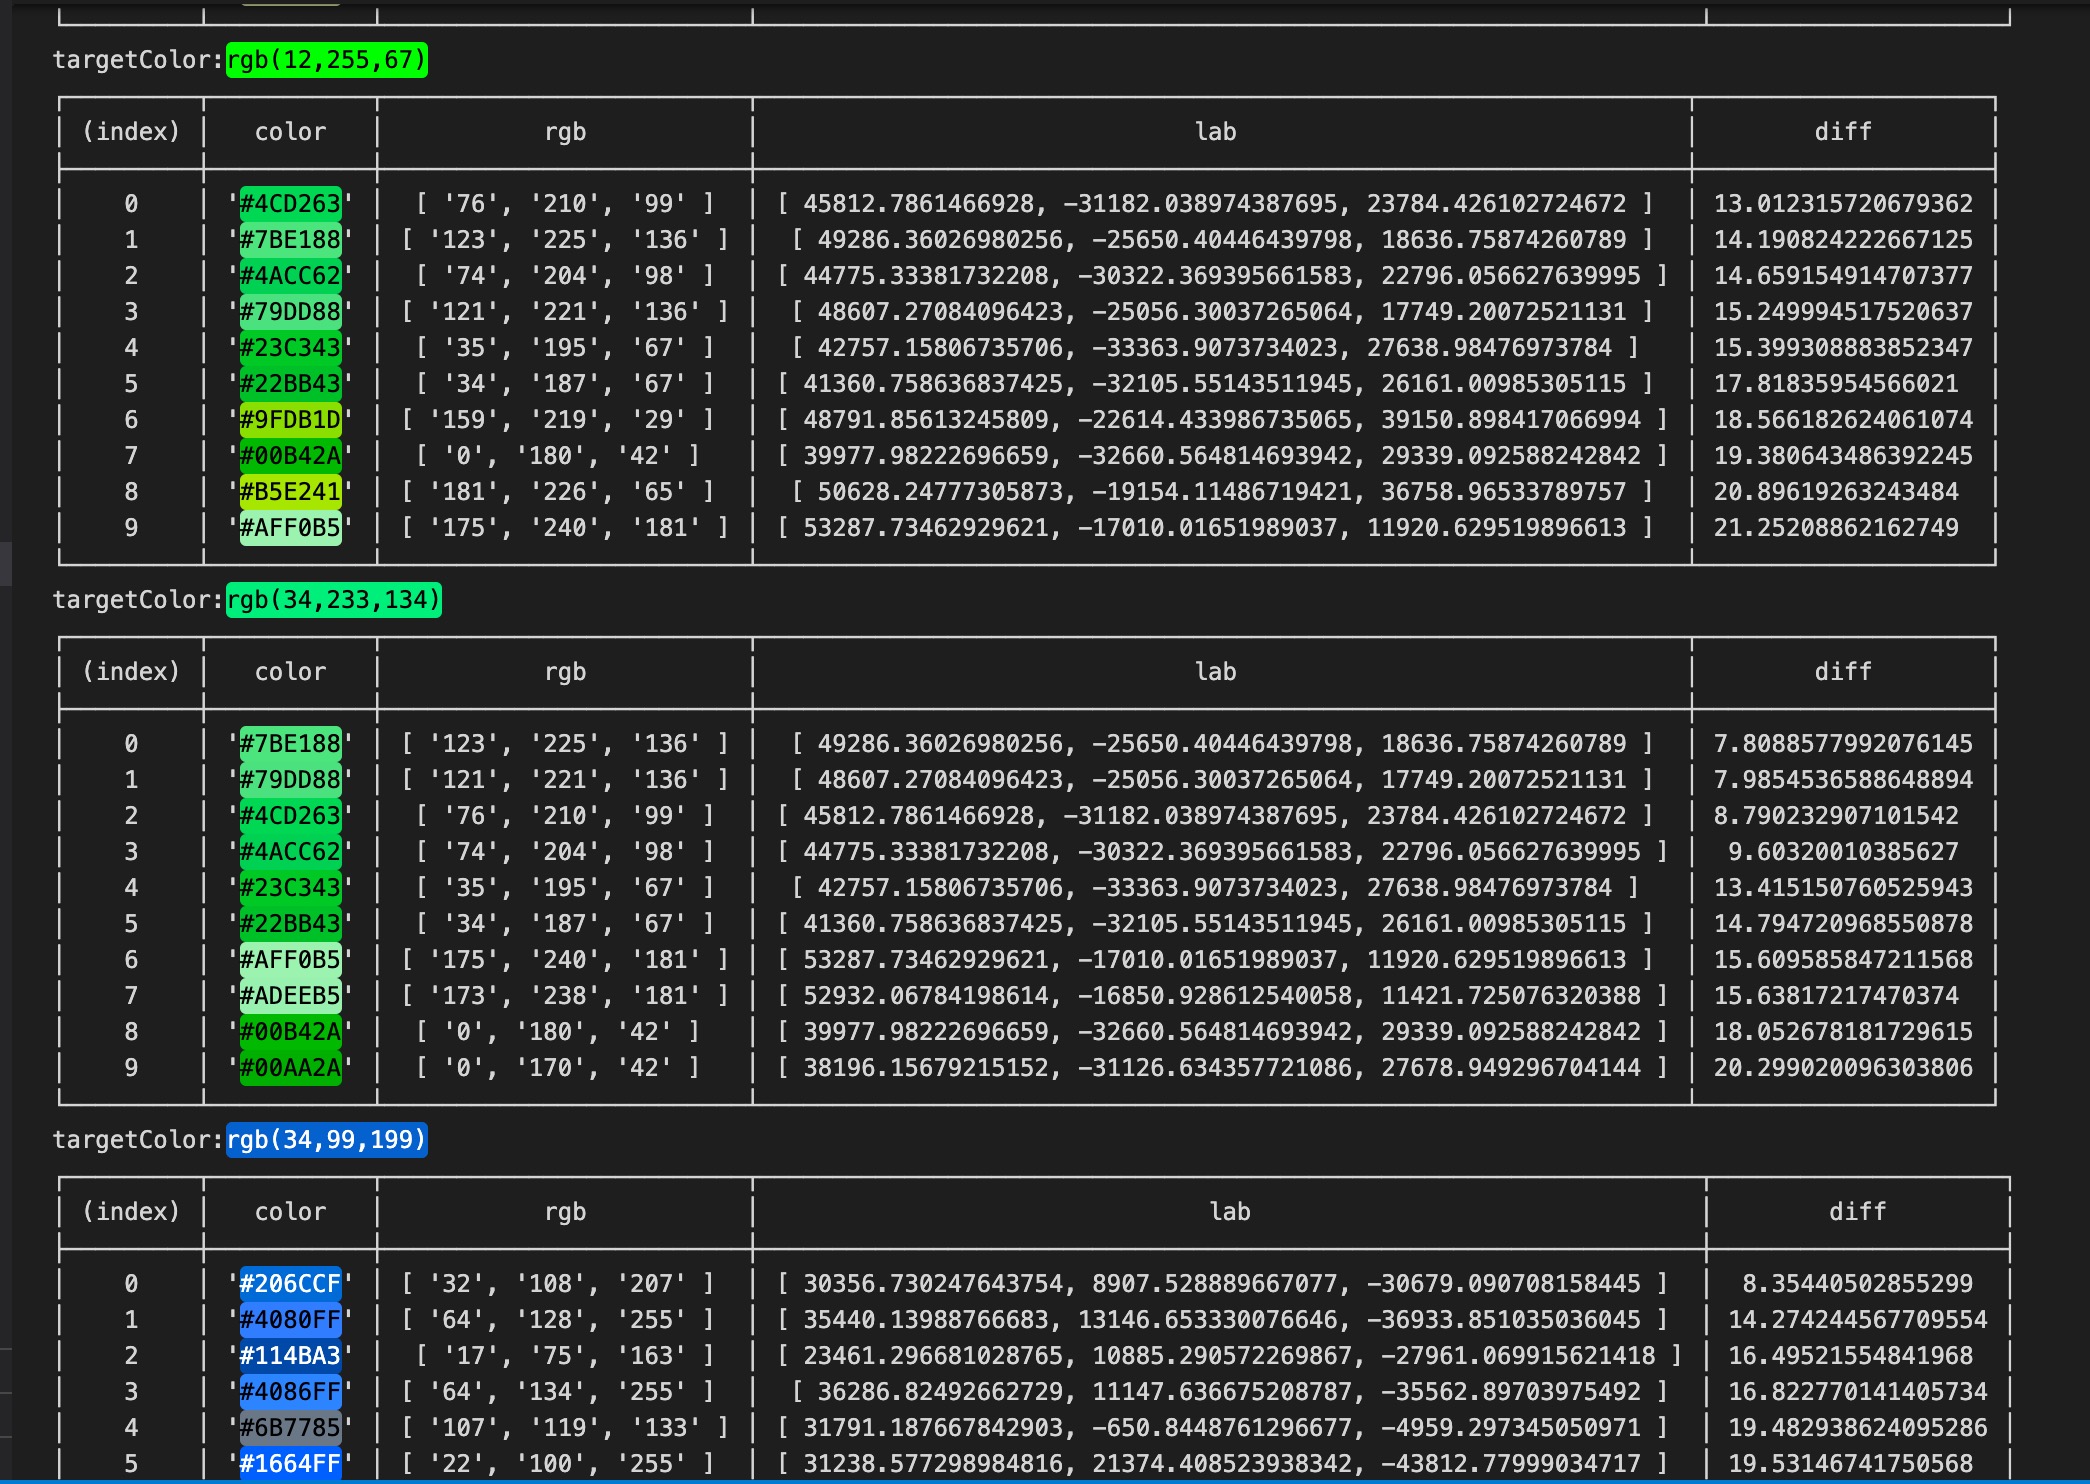 targetColor:rgb(12,255,67)
(index) color rgb lab diff
0 '#4CD263' [ '76', '210', '99' ] [ 45812.7861466928, -31182.038974387695, 23784.426102724672 ] 13.012315720679362
1 '#7BE188' [ '123', '225', '136' ] [ 49286.36026980256, -25650.40446439798, 18636.75874260789 ] 14.190824222667125
2 '#4ACC62' [ '74', '204', '98' ] [ 44775.33381732208, -30322.369395661583, 22796.056627639995 ] 14.659154914707377
3 '#79DD88' [ '121', '221', '136' ] [ 48607.27084096423, -25056.30037265064, 17749.20072521131 ] 15.249994517520637
4 '#23C343' [ '35', '195', '67' ] [ 42757.15806735706, -33363.9073734023, 27638.98476973784 ] 15.399308883852347
5 '#22BB43' [ '34', '187', '67' ] [ 41360.758636837425, -32105.55143511945, 26161.00985305115 ] 17.81835954566021
6 '#9FDB1D' [ '159', '219', '29' ] [ 48791.85613245809, -22614.433986735065, 39150.898417066994 ] 18.566182624061074
7 '#00B42A' [ '0', '180', '42' ] [ 39977.98222696659, -32660.564814693942, 29339.092588242842 ] 19.380643486392245
8 '#B5E241' [ '181', '226', '65' ] [ 50628.24777305873, -19154.11486719421, 36758.96533789757 ] 20.89619263243484
9 '#AFF0B5' [ '175', '240', '181' ] [ 53287.73462929621, -17010.01651989037, 11920.629519896613 ] 21.25208862162749
targetColor:rgb(34,233,134)
(index) color rgb lab diff
0 '#7BE188' [ '123', '225', '136' ] [ 49286.36026980256, -25650.40446439798, 18636.75874260789 ] 7.8088577992076145
1 '#79DD88' [ '121', '221', '136' ] [ 48607.27084096423, -25056.30037265064, 17749.20072521131 ] 7.9854536588648894
2 '#4CD263' [ '76', '210', '99' ] [ 45812.7861466928, -31182.038974387695, 23784.426102724672 ] 8.790232907101542
3 '#4ACC62' [ '74', '204', '98' ] [ 44775.33381732208, -30322.369395661583, 22796.056627639995 ] 9.60320010385627
4 '#23C343' [ '35', '195', '67' ] [ 42757.15806735706, -33363.9073734023, 27638.98476973784 ] 13.415150760525943
5 '#22BB43' [ '34', '187', '67' ] [ 41360.758636837425, -32105.55143511945, 26161.00985305115 ] 14.794720968550878
6 '#AFF0B5' [ '175', '240', '181' ] [ 53287.73462929621, -17010.01651989037, 11920.629519896613 ] 15.609585847211568
7 '#ADEEB5' [ '173', '238', '181' ] [ 52932.06784198614, -16850.928612540058, 11421.725076320388 ] 15.63817217470374
8 '#00B42A' [ '0', '180', '42' ] [ 39977.98222696659, -32660.564814693942, 29339.092588242842 ] 18.052678181729615
9 '#00AA2A' [ '0', '170', '42' ] [ 38196.15679215152, -31126.634357721086, 27678.949296704144 ] 20.299020096303806
targetColor:rgb(34,99,199)
(index) color rgb lab diff
0 '#206CCF' [ '32', '108', '207' ] [ 30356.730247643754, 8907.528889667077, -30679.090708158445 ] 8.35440502855299
1 '#4080FF' [ '64', '128', '255' ] [ 35440.13988766683, 13146.653330076646, -36933.851035036045 ] 14.274244567709554
2 '#114BA3' [ '17', '75', '163' ] [ 23461.296681028765, 10885.290572269867, -27961.069915621418 ] 16.49521554841968
3 '#4086FF' [ '64', '134', '255' ] [ 36286.82492662729, 11147.636675208787, -35562.89703975492 ] 16.822770141405734
4 '#6B7785' [ '107', '119', '133' ] [ 31791.187667842903, -650.8448761296677, -4959.297345050971 ] 19.482938624095286
5 '#1664FF' [ '22', '100', '255' ] [ 31238.577298984816, 21374.408523938342, -43812.77999034717 ] 19.53146741750568